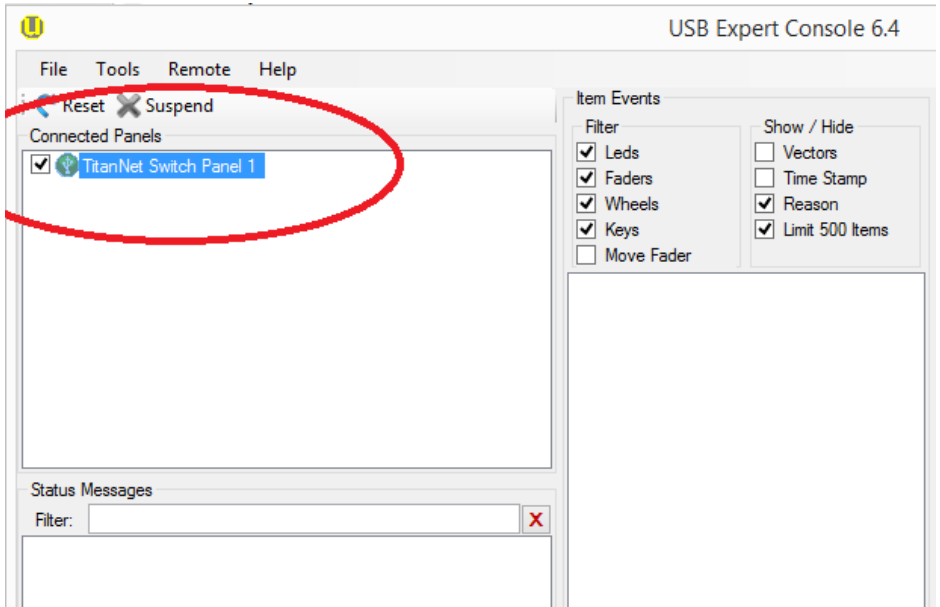 USB Expert Console 6.4
File Tools Remote Help
Reset Suspend
Connected Panels
TitanNet Switch Panel 1
Status Messages
Filter:
X
Item Events
Filter
Leds
Faders
Wheels
Keys
Move Fader
Show / Hide
Vectors
Time Stamp
Reason
Limit 500 Items